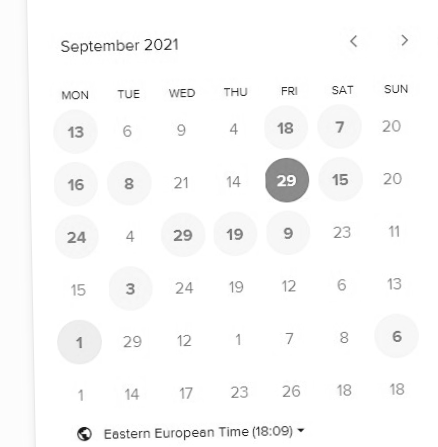 September 2021
MON TUE WED THU FRI SAT SUN
13 6 9 4 18 7 20
16 8 21 14 29 15 20
24 4 29 19 9 23 11
15 3 24 19 12 6 13
1 29 12 1 7 8 6
1 14 17 23 26 18 18
Eastern European Time (18:09)